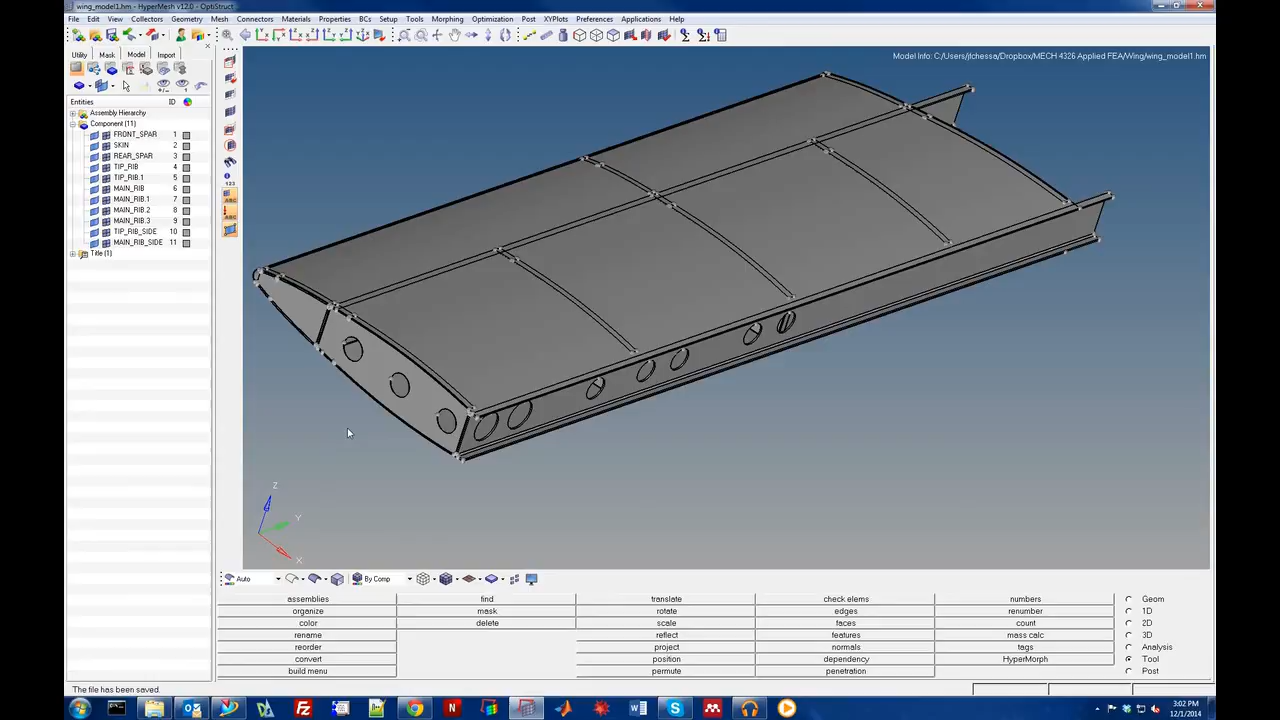 wing_model1.hm - HyperMesh v12.0 - OptiStruct
File Edit View Collectors Geometry Mesh Connectors Materials Properties BCs Setup Tools Morphing Optimization Post XYPlots Preferences Applications Help
Utility Mask Model Import
Model Info: C:/Users/jfchessa/Dropbox/MECH 4326 Applied FEA/Wing/wing_model1.hm
Entities ID
Assembly Hierarchy
Component (11)
FRONT_SPAR 1
SKIN 2
REAR_SPAR 3
TIP_RIB 4
TIP_RIB.1 5
MAIN_RIB 6
MAIN_RIB.1 7
MAIN_RIB.2 8
MAIN_RIB.3 9
TIP_RIB_SIDE 10
MAIN_RIB_SIDE 11
Title (1)
123
ABC
ABC
Z
Y
X
Auto By Comp
assemblies find translate check elems numbers Geom
organize mask rotate edges renumber 1D
color delete scale faces count 2D
rename reflect features mass calc 3D
reorder project normals tags Analysis
convert position dependency HyperMorph Tool
build menu permute penetration Post
The file has been saved.
3:02 PM
12/1/2014